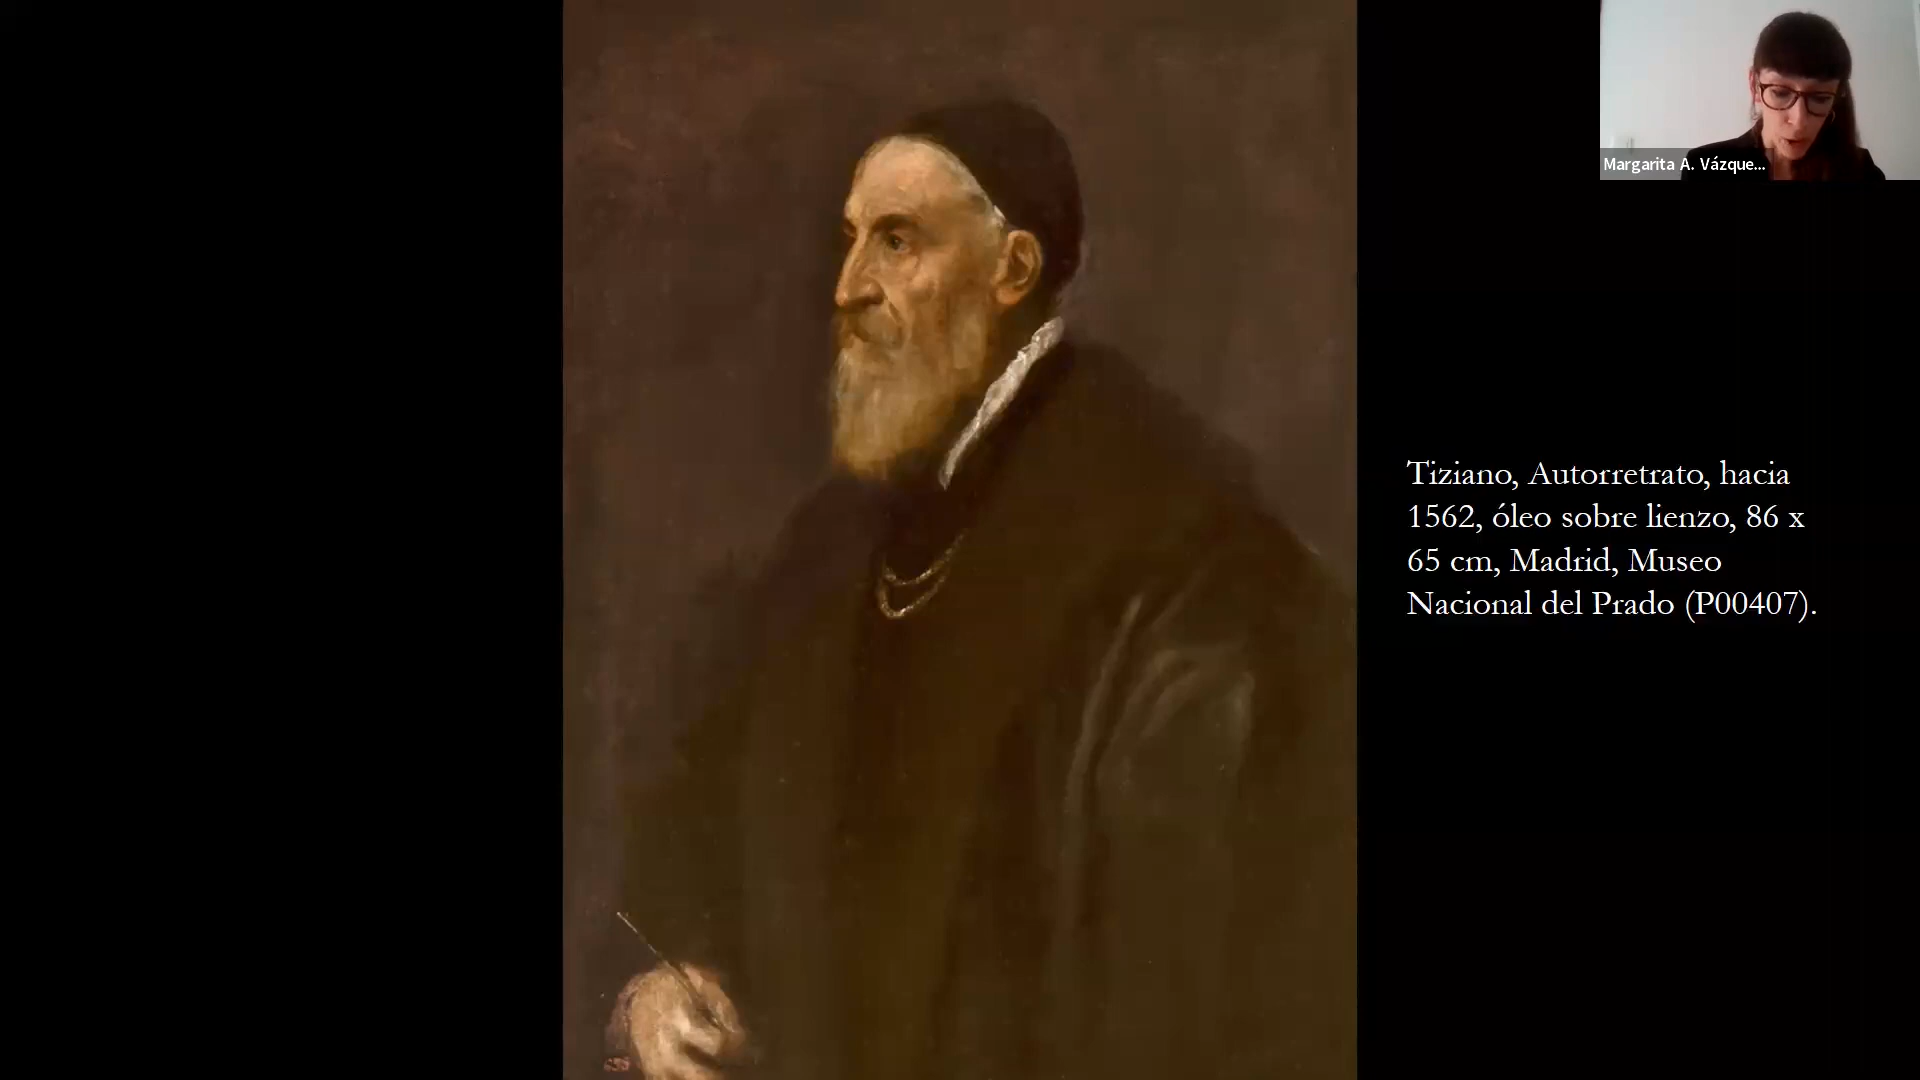 Margarita A. Vázque...
Tiziano, Autorretrato, hacia
1562, óleo sobre lienzo, 86 x
65 cm, Madrid, Museo
Nacional del Prado (P00407).